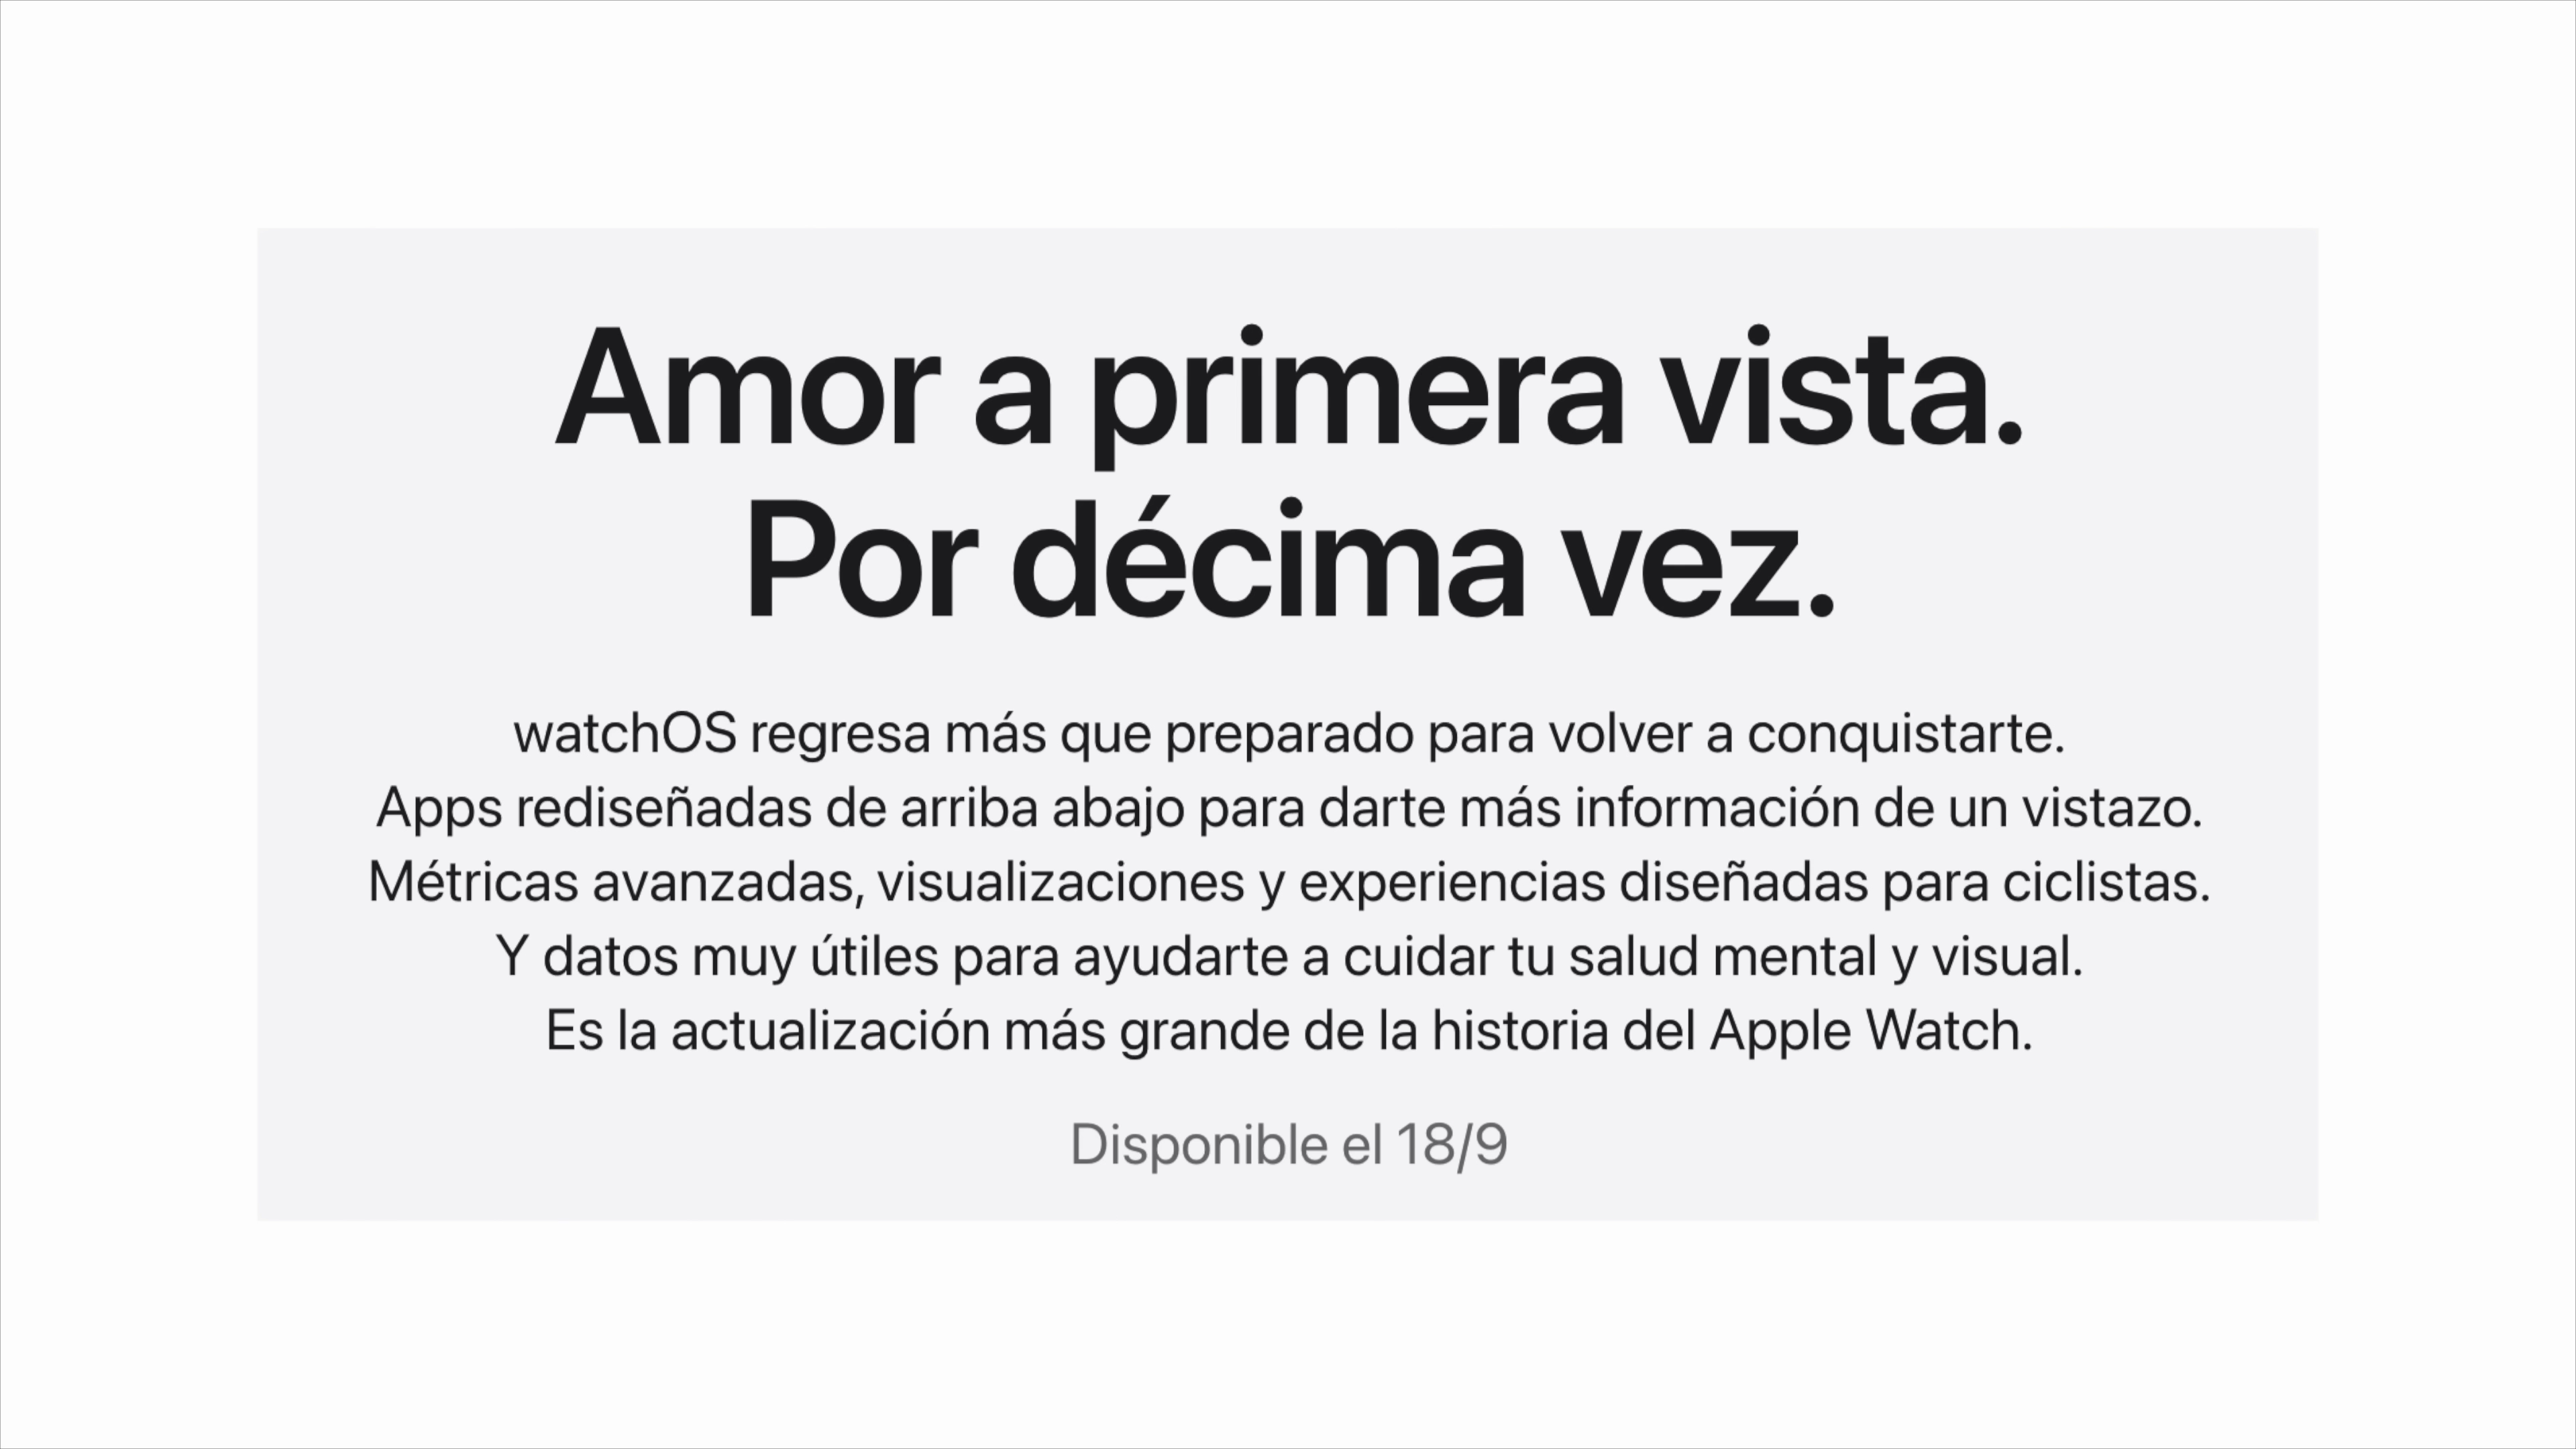 Amor a primera vista.
Por décima vez.
watchOS regresa más que preparado para volver a conquistarte.
Apps rediseñadas de arriba abajo para darte más información de un vistazo.
Métricas avanzadas, visualizaciones y experiencias diseñadas para ciclistas.
Y datos muy útiles para ayudarte a cuidar tu salud mental y visual.
Es la actualización más grande de la historia del Apple Watch.
Disponible el 18/9